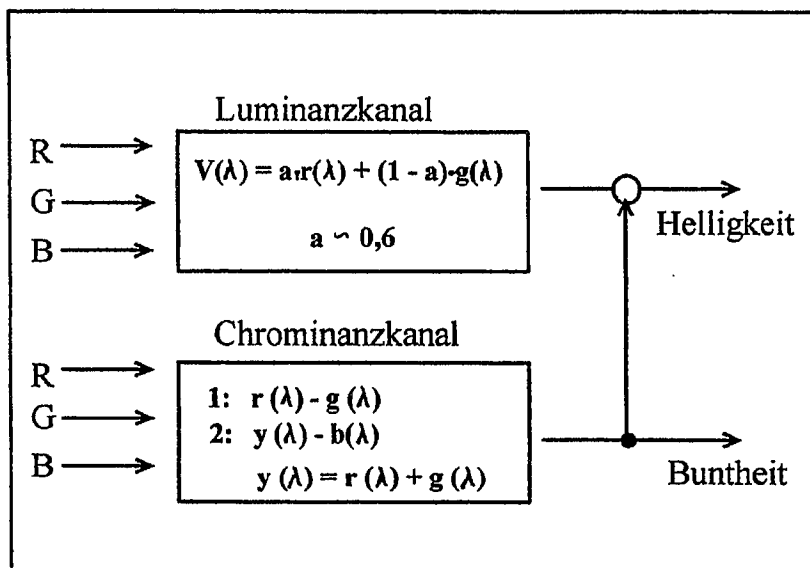 Luminanzkanal
R
G
B
V(λ) = a·r(λ) + (1 - a)·g(λ)
a ~ 0,6
Helligkeit
Chrominanzkanal
R
G
B
1: r (λ) - g (λ)
2: y (λ) - b(λ)
y (λ) = r (λ) + g (λ)
Buntheit